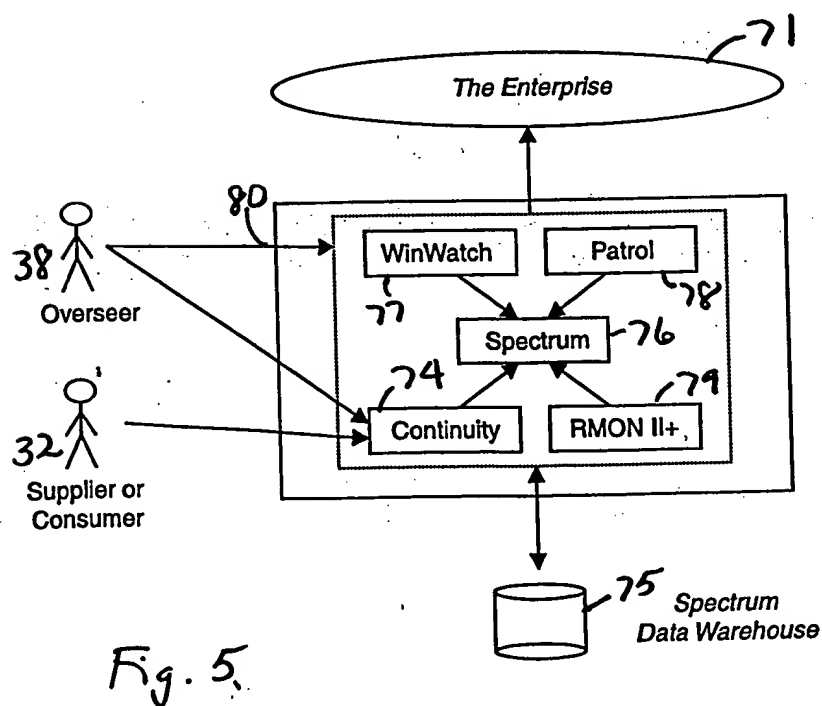 71
The Enterprise
80
38
Overseer
WinWatch
77
Patrol
78
Spectrum
76
74
Continuity
79
RMON II+
32
Supplier or
Consumer
75
Spectrum
Data Warehouse
Fig. 5.